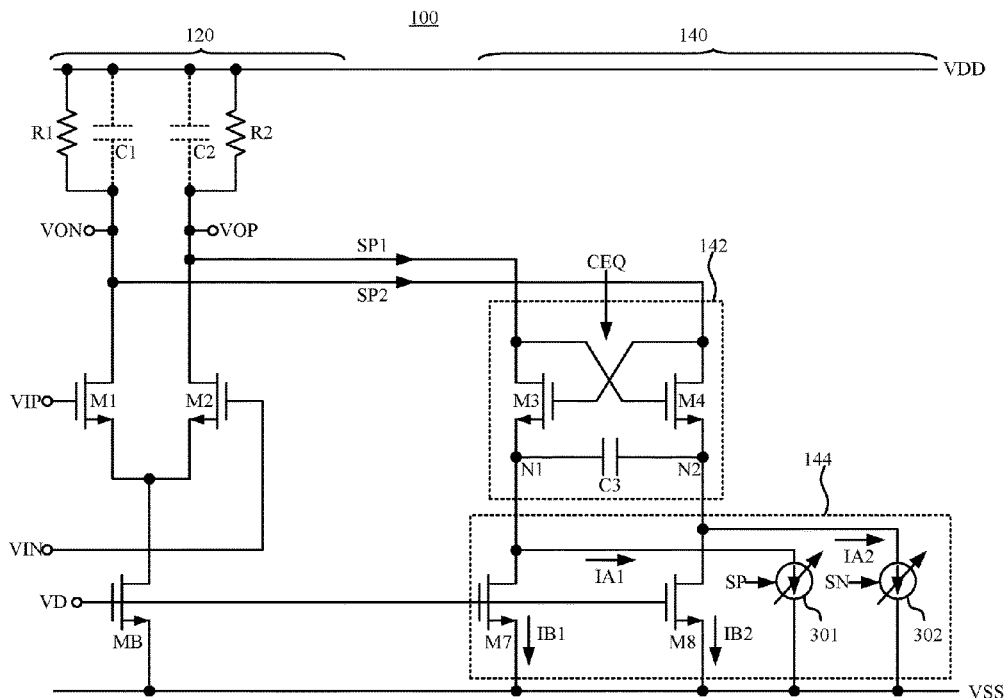 100
120 140
VDD
R1 C1 C2 R2
VON VOP
SP1
SP2
CEQ
142
VIP M1 M2 M3 M4
N1 C3 N2
144
VIN
IA1 IA2
SP SN
VD
301 302
MB M7 IB1 M8 IB2
VSS